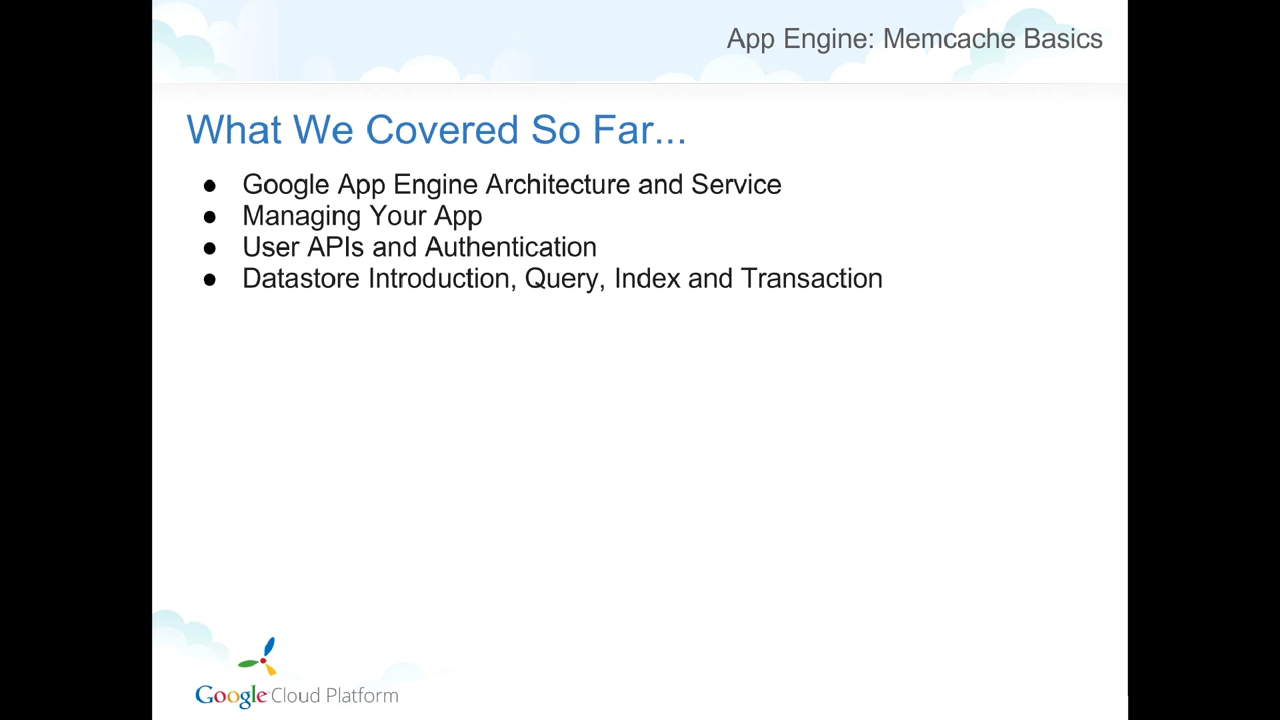 App Engine: Memcache Basics
What We Covered So Far...
● Google App Engine Architecture and Service
● Managing Your App
● User APIs and Authentication
● Datastore Introduction, Query, Index and Transaction
Google Cloud Platform